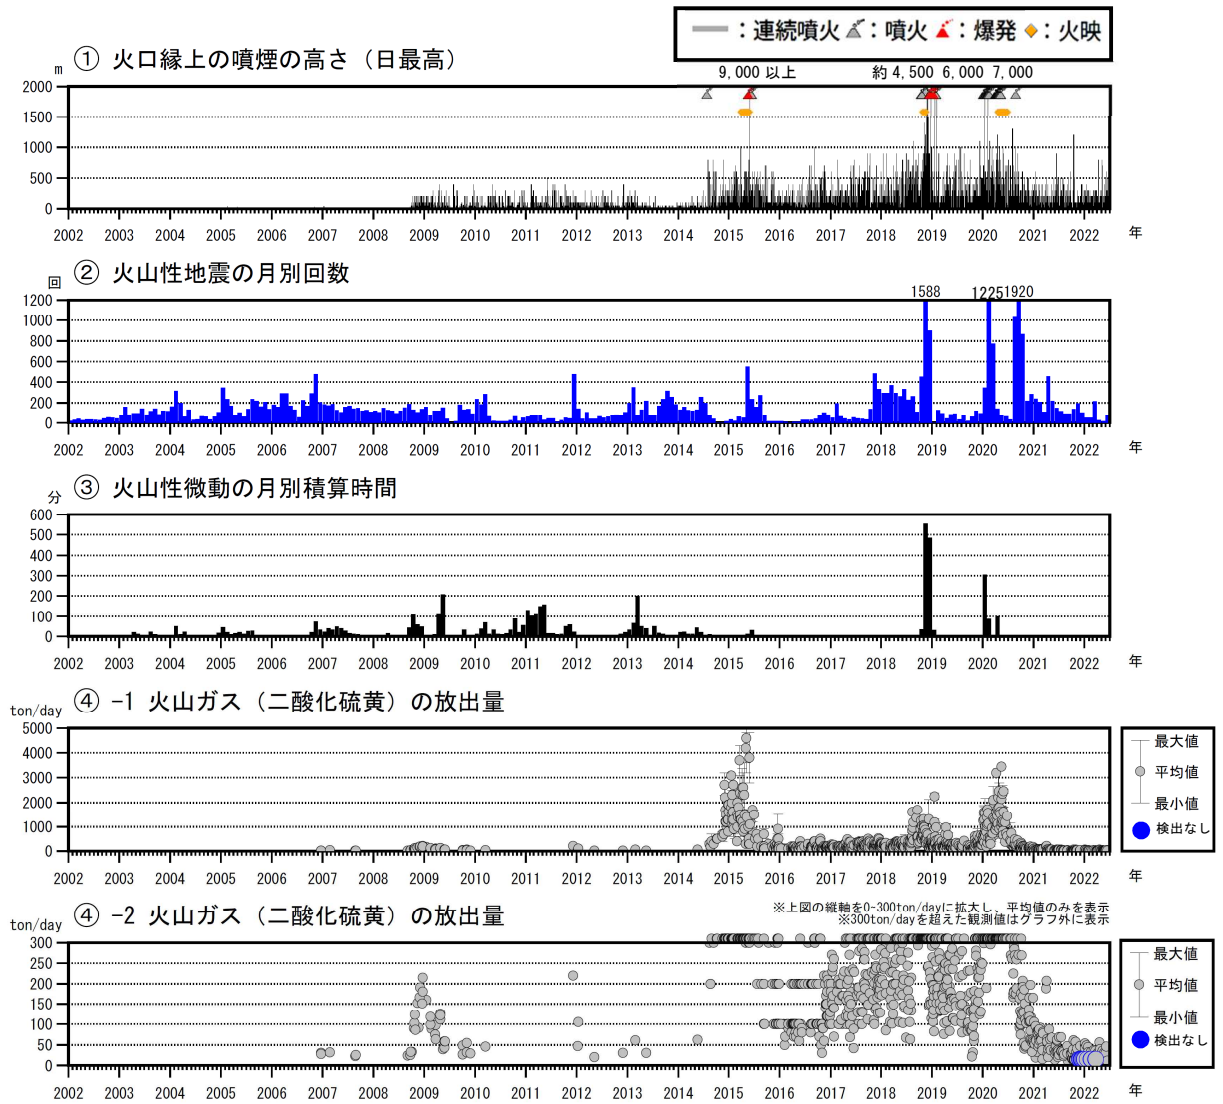 ━:連続噴火 :噴火 :爆発 :火映
① 火口縁上の噴煙の高さ（日最高）
m
9,000 以上 約 4,500 6,000 7,000
2000
1500
1000
500
0
2002 2003 2004 2005 2006 2007 2008 2009 2010 2011 2012 2013 2014 2015 2016 2017 2018 2019 2020 2021 2022 年
② 火山性地震の月別回数
回
1588 1225 1920
1200
1000
800
600
400
200
0
2002 2003 2004 2005 2006 2007 2008 2009 2010 2011 2012 2013 2014 2015 2016 2017 2018 2019 2020 2021 2022 年
③ 火山性微動の月別積算時間
分
600
500
400
300
200
100
0
2002 2003 2004 2005 2006 2007 2008 2009 2010 2011 2012 2013 2014 2015 2016 2017 2018 2019 2020 2021 2022 年
④ -1 火山ガス（二酸化硫黄）の放出量
ton/day
5000
4000
3000
2000
1000
0
最大値
平均値
最小値
検出なし
2002 2003 2004 2005 2006 2007 2008 2009 2010 2011 2012 2013 2014 2015 2016 2017 2018 2019 2020 2021 2022 年
④ -2 火山ガス（二酸化硫黄）の放出量
※上図の縦軸を0-300ton/dayに拡大し、平均値のみを表示
※300ton/dayを超えた観測値はグラフ外に表示
ton/day
300
250
200
150
100
50
0
最大値
平均値
最小値
検出なし
2002 2003 2004 2005 2006 2007 2008 2009 2010 2011 2012 2013 2014 2015 2016 2017 2018 2019 2020 2021 2022 年